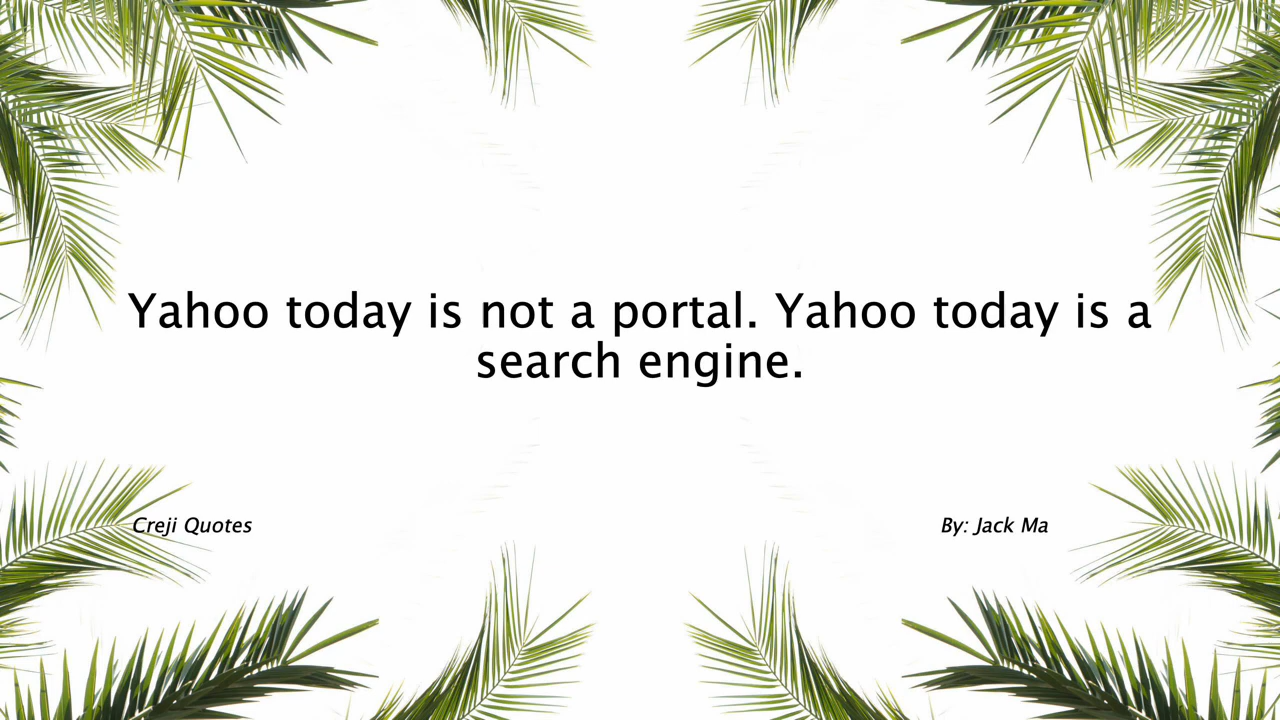 Yahoo today is not a portal. Yahoo today is a
search engine.
Creji Quotes
By: Jack Ma